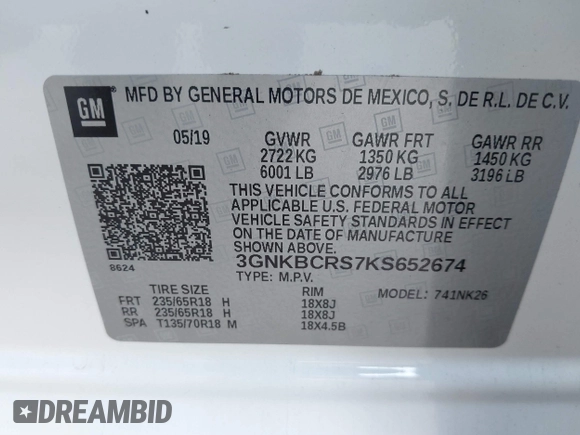 GM ® MFD BY GENERAL MOTORS DE MEXICO, S. DE R.L. DE C.V.
05/19 GVWR GAWR FRT GAWR RR
2722 KG 1350 KG 1450 KG
6001 LB 2976 LB 3196 LB
THIS VEHICLE CONFORMS TO ALL
APPLICABLE U.S. FEDERAL MOTOR
VEHICLE SAFETY STANDARDS IN EFFECT
ON THE DATE OF MANUFACTURE
SHOWN ABOVE.
8624 3GNKBCRS7KS652674
TYPE: M.P.V.
TIRE SIZE RIM MODEL: 741NK26
FRT 235/65R18 H 18X8J
RR 235/65R18 H 18X8J
SPA T135/70R18 M 18X4.5B
DREAMBID